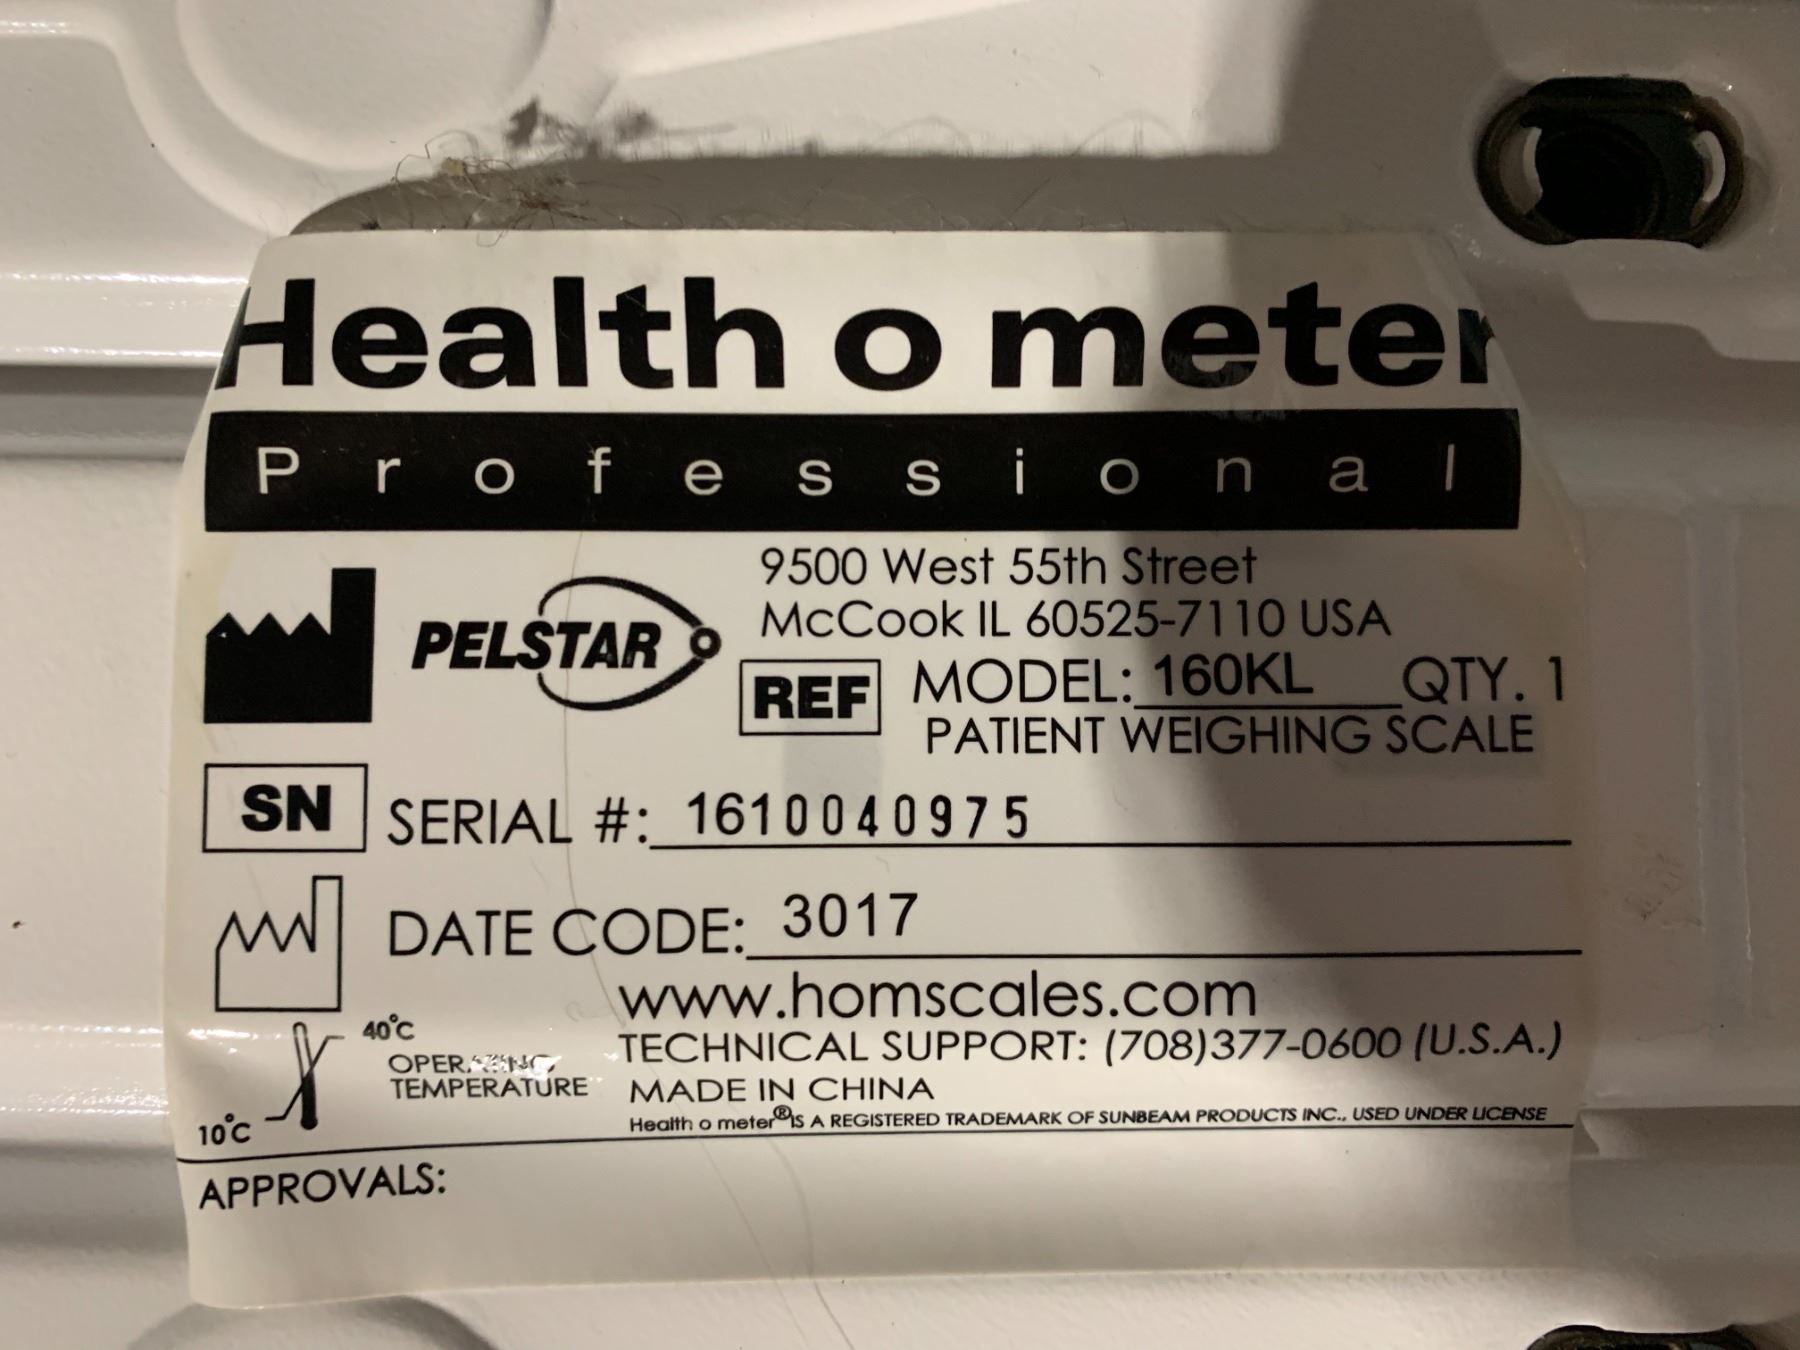 Health o meter
Professional
PELSTAR
9500 West 55th Street
McCook IL 60525-7110 USA
REF MODEL: 160KL QTY. 1
PATIENT WEIGHING SCALE
SN SERIAL #: 1610040975
DATE CODE: 3017
www.homscales.com
40°C
OPERATING
TEMPERATURE
10°C
TECHNICAL SUPPORT: (708)377-0600 (U.S.A.)
MADE IN CHINA
Health o meter® IS A REGISTERED TRADEMARK OF SUNBEAM PRODUCTS INC., USED UNDER LICENSE
APPROVALS: